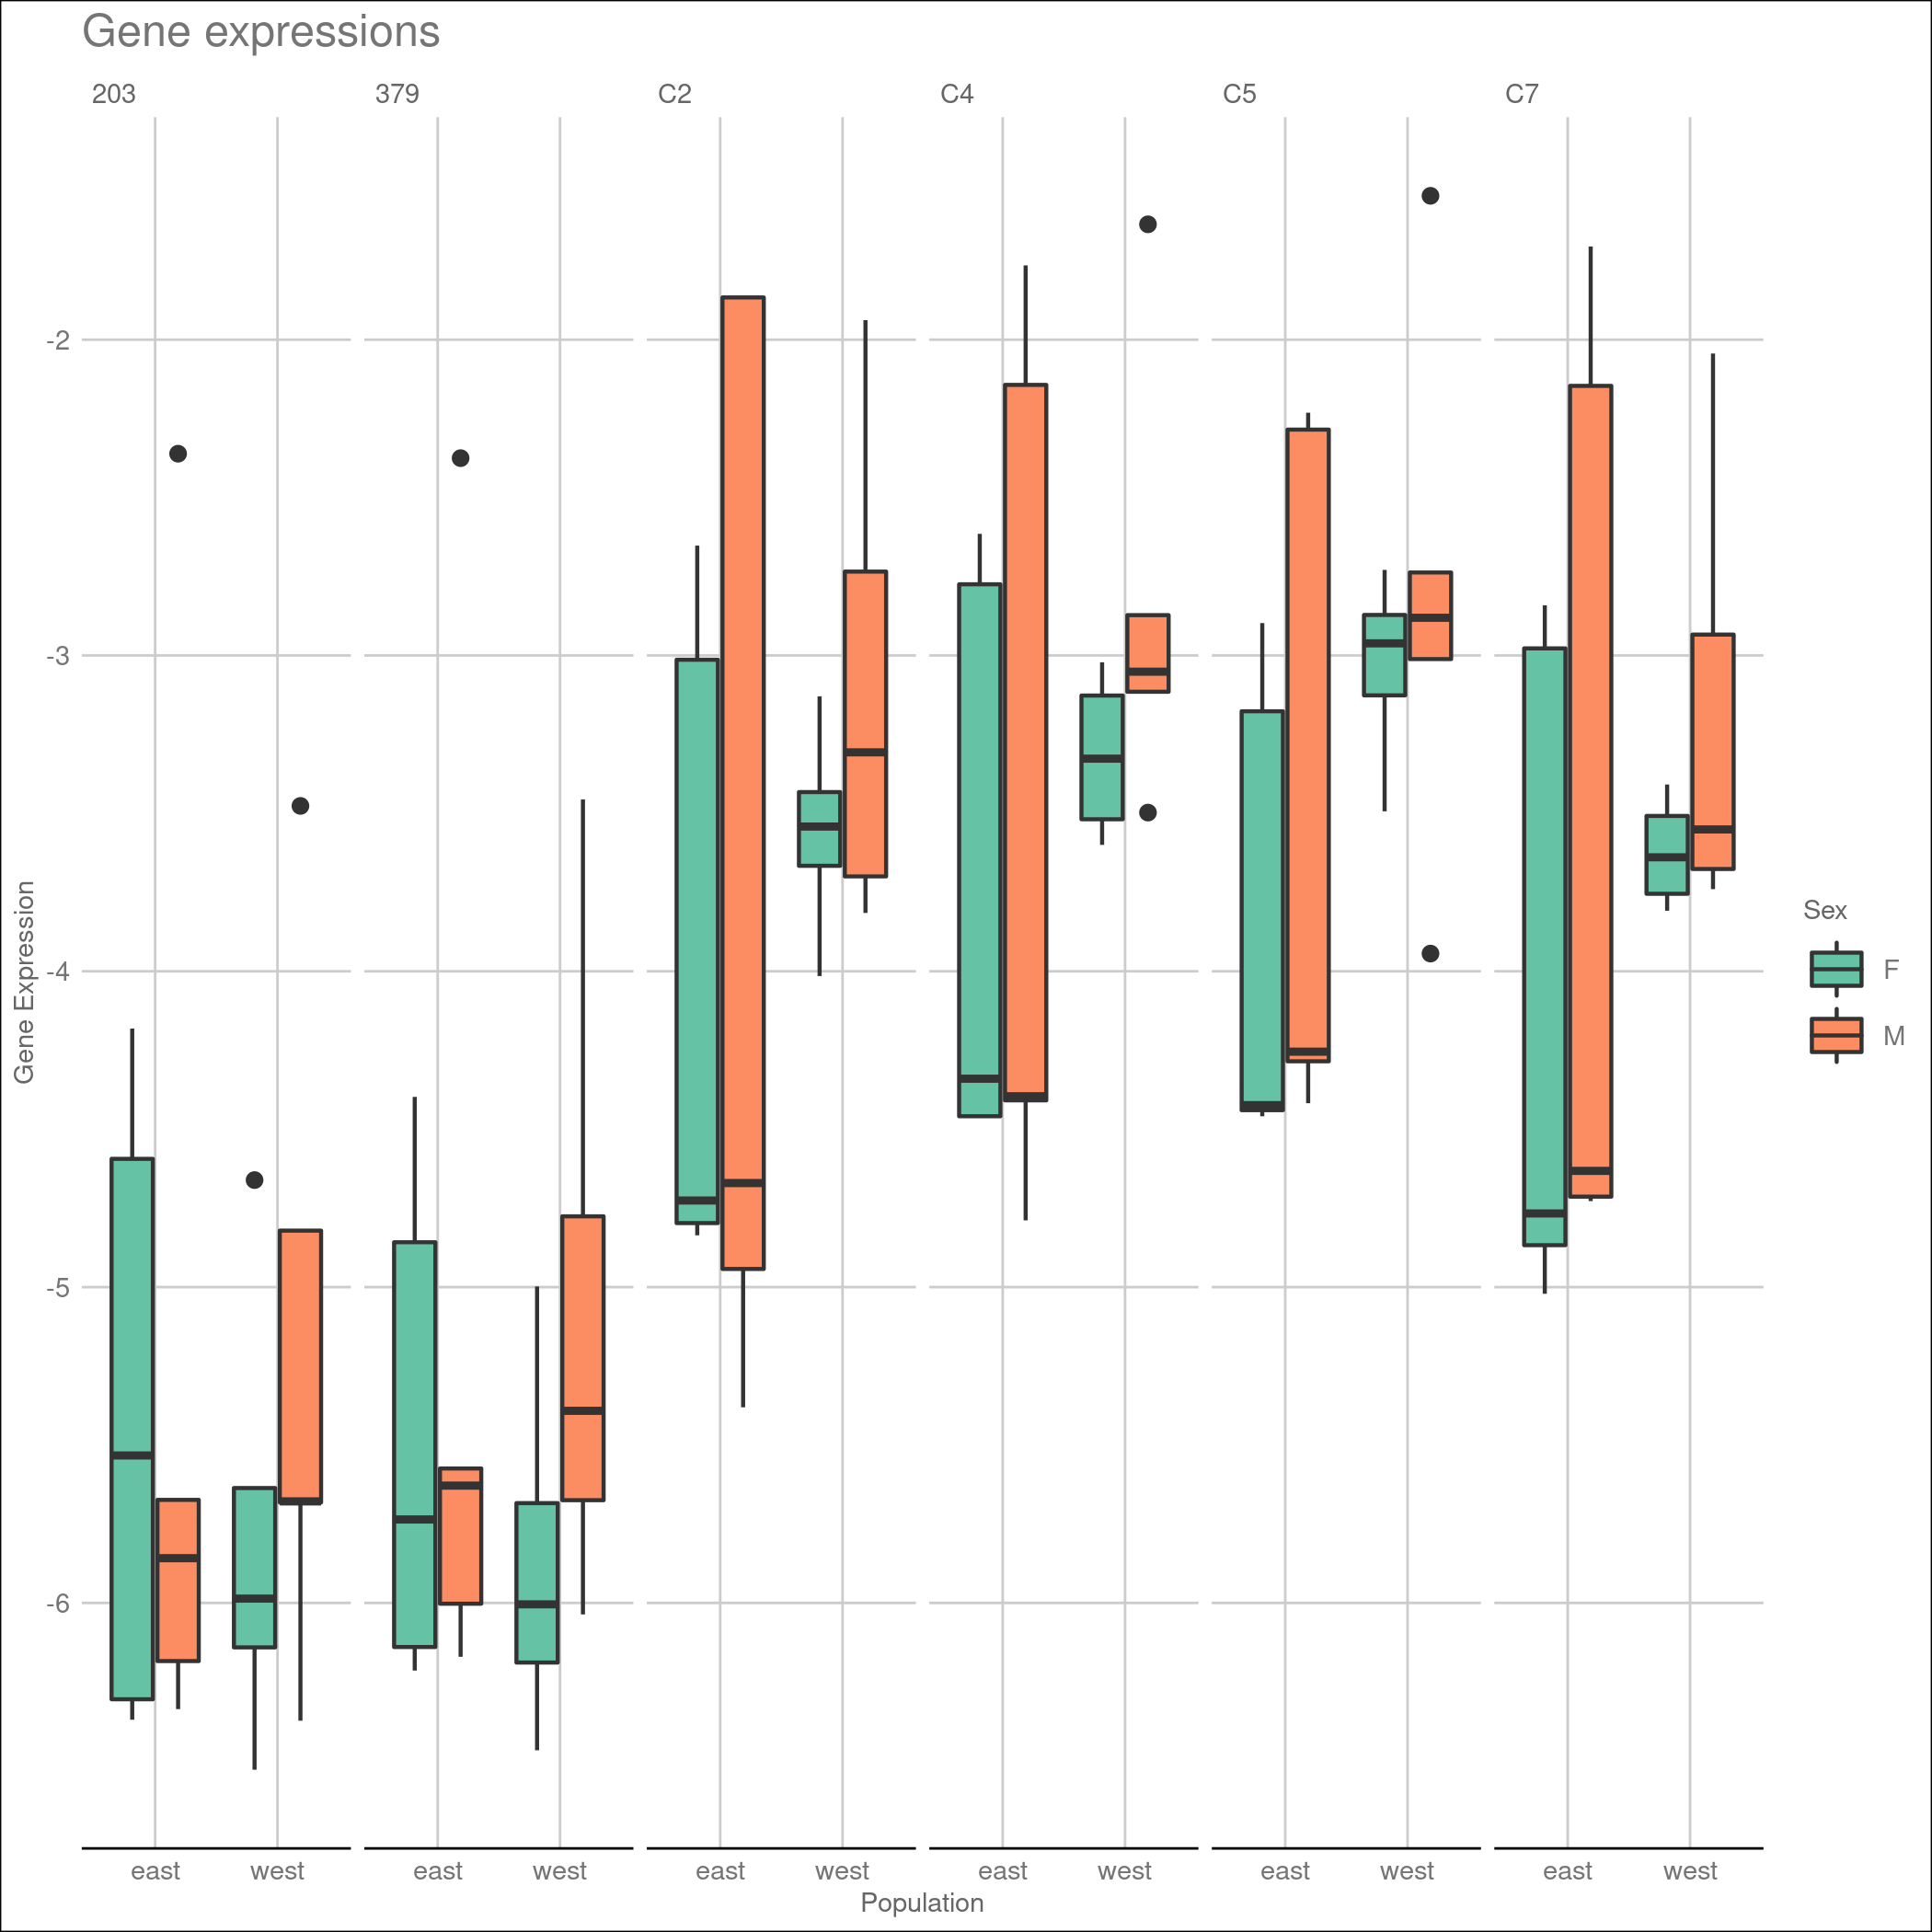 Gene expressions
203 379 C2 C4 C5 C7
-2
-3
-4
-5
-6
Gene Expression
east west east west east west east west east west east west
Population
Sex
F
M